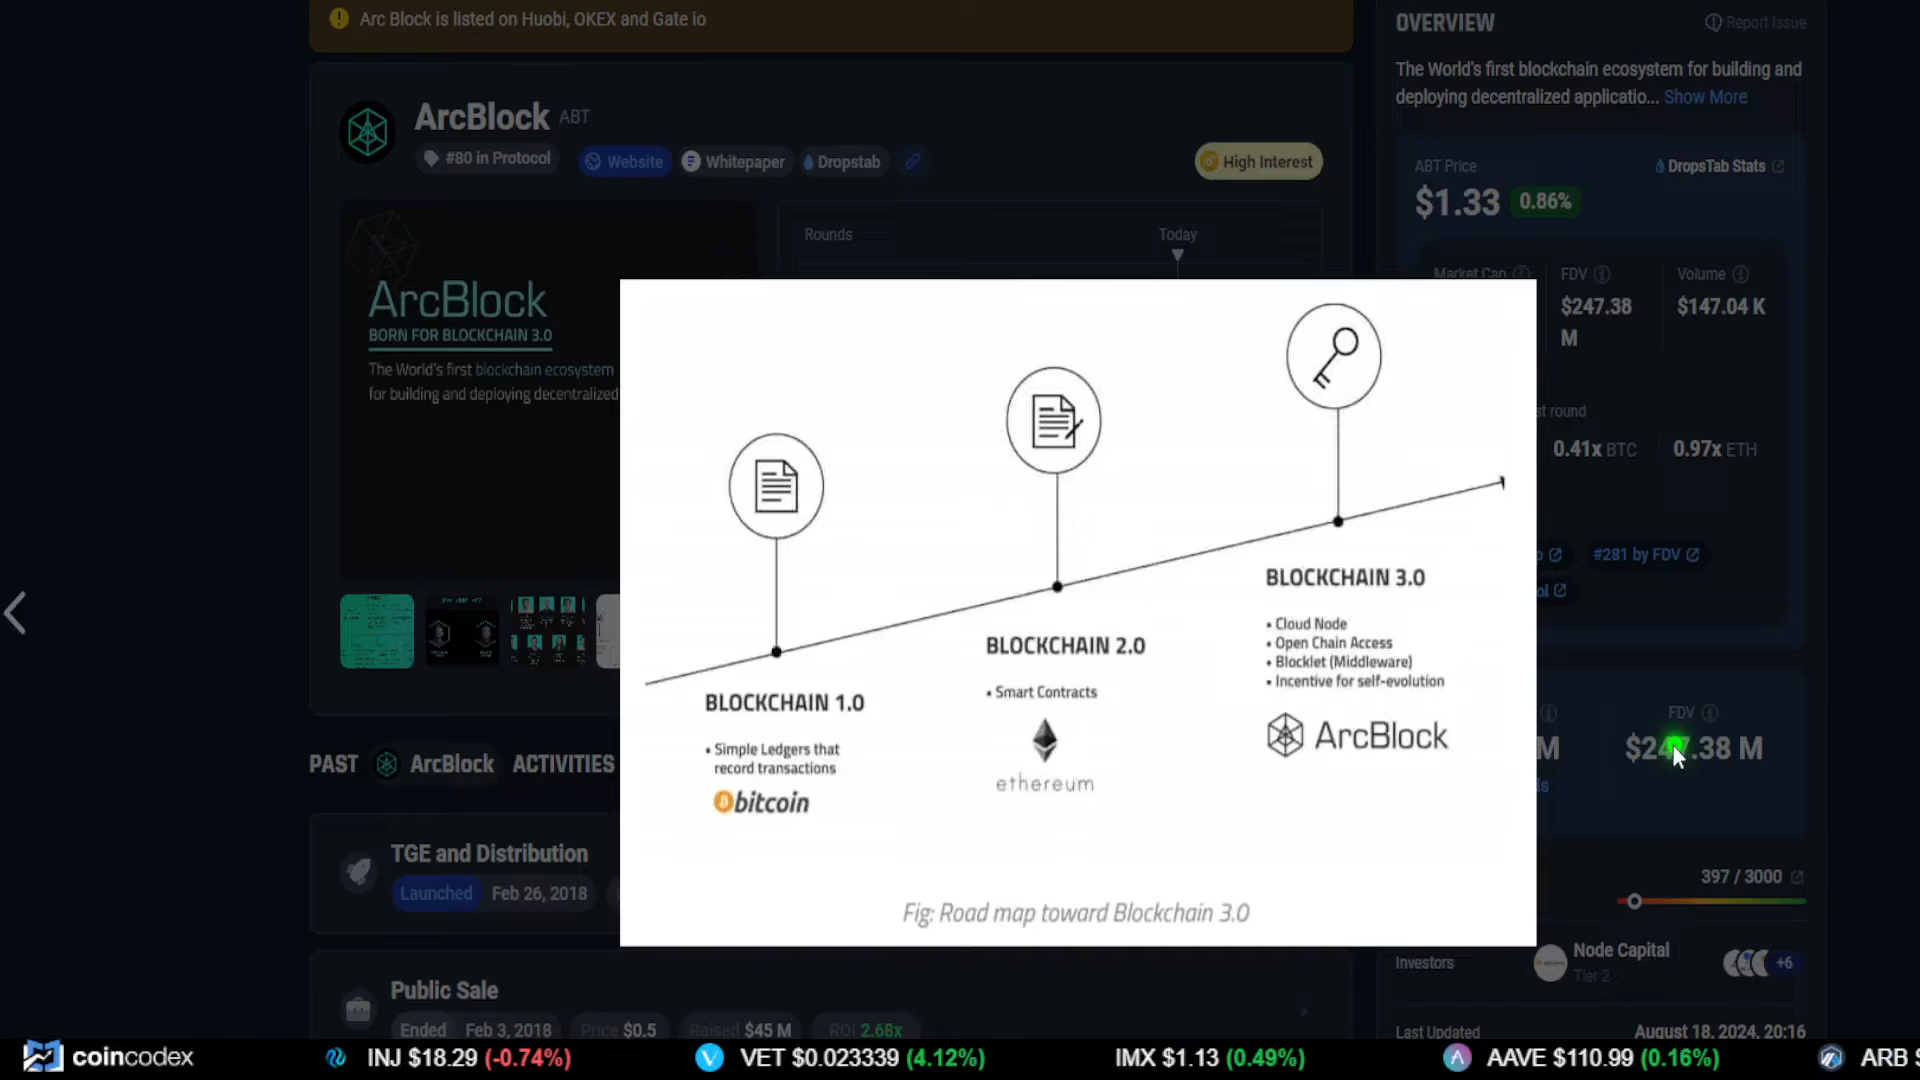 Arc Block is listed on Huobi, OKEX and Gate io
ArcBlock ABT
#80 in Protocol
Website
Whitepaper
Dropstab
High Interest
Rounds
Today
ArcBlock
BORN FOR BLOCKCHAIN 3.0
The World's first blockchain ecosystem
for building and deploying decentralized
PAST ArcBlock ACTIVITIES
TGE and Distribution
Launched Feb 26, 2018
Public Sale
Ended Feb 3, 2018 Price $0.5 Raised $45 M ROI 2.68x
BLOCKCHAIN 1.0
• Simple Ledgers that
record transactions
bitcoin
BLOCKCHAIN 2.0
• Smart Contracts
ethereum
BLOCKCHAIN 3.0
• Cloud Node
• Open Chain Access
• Blocklet (Middleware)
• Incentive for self-evolution
ArcBlock
Fig: Road map toward Blockchain 3.0
OVERVIEW
Report Issue
The World's first blockchain ecosystem for building and
deploying decentralized applicatio... Show More
ABT Price
DropsTab Stats
$1.33 0.86%
Market Cap FDV Volume
$247.38
M
$147.04 K
st round
0.41x BTC 0.97x ETH
#281 by FDV
FDV
M $247.38 M
397 / 3000
Investors
Node Capital
Tier 2
+6
Last Updated August 18, 2024, 20:16
coincodex
INJ $18.29 (-0.74%)
VET $0.023339 (4.12%)
IMX $1.13 (0.49%)
AAVE $110.99 (0.16%)
ARB